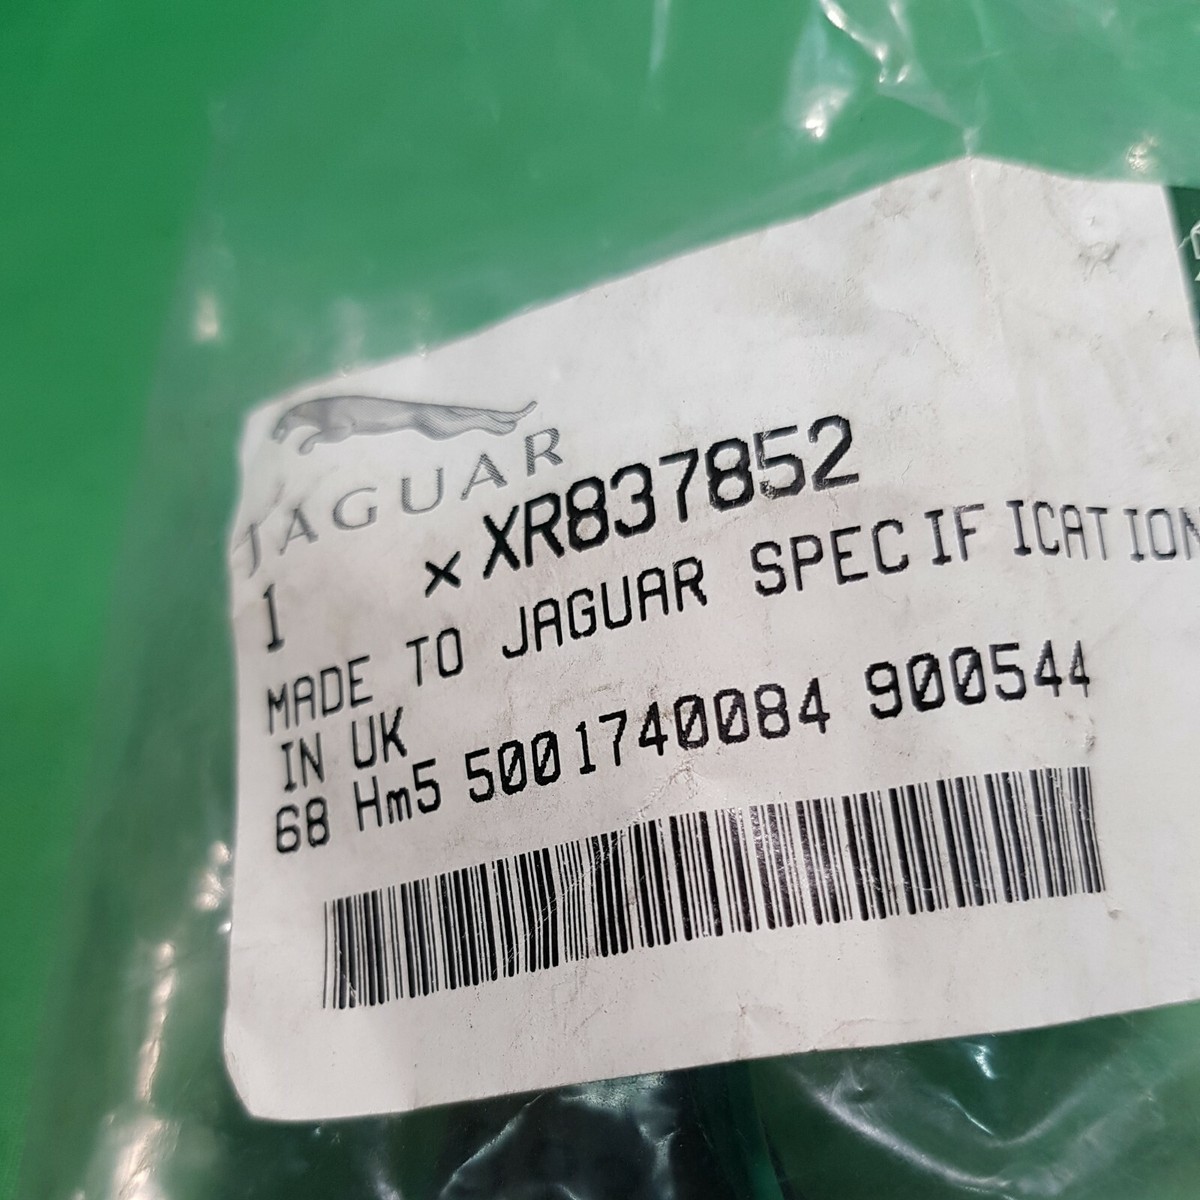 JAGUAR
1 x XR837852
MADE TO JAGUAR SPECIFICATION
IN UK
68 Hm5 5001740084 900544